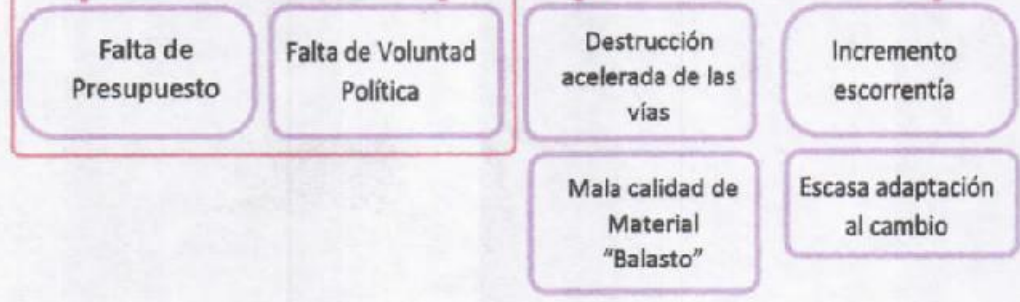 Falta de
Presupuesto
Falta de Voluntad
Política
Destrucción
acelerada de las
vías
Incremento
escorrentía
Mala calidad de
Material
"Balasto"
Escasa adaptación
al cambio